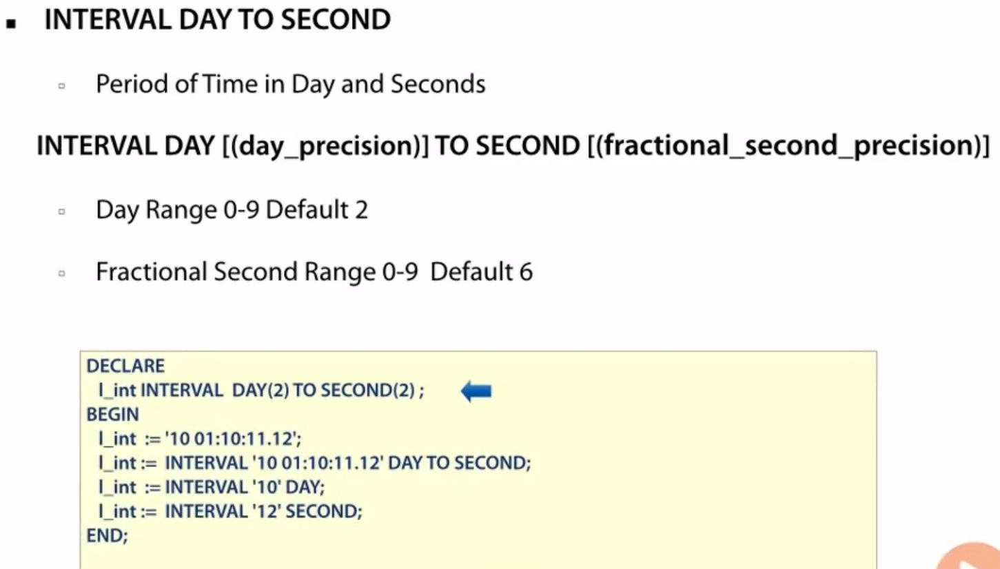 INTERVAL DAY TO SECOND
Period of Time in Day and Seconds
INTERVAL DAY [(day_precision)] TO SECOND [(fractional_second_precision)]
Day Range 0-9 Default 2
Fractional Second Range 0-9  Default 6
DECLARE
l_int INTERVAL  DAY(2) TO SECOND(2) ;
BEGIN
l_int := '10 01:10:11.12';
l_int := INTERVAL '10 01:10:11.12' DAY TO SECOND;
l_int := INTERVAL '10' DAY;
l_int := INTERVAL '12' SECOND;
END;